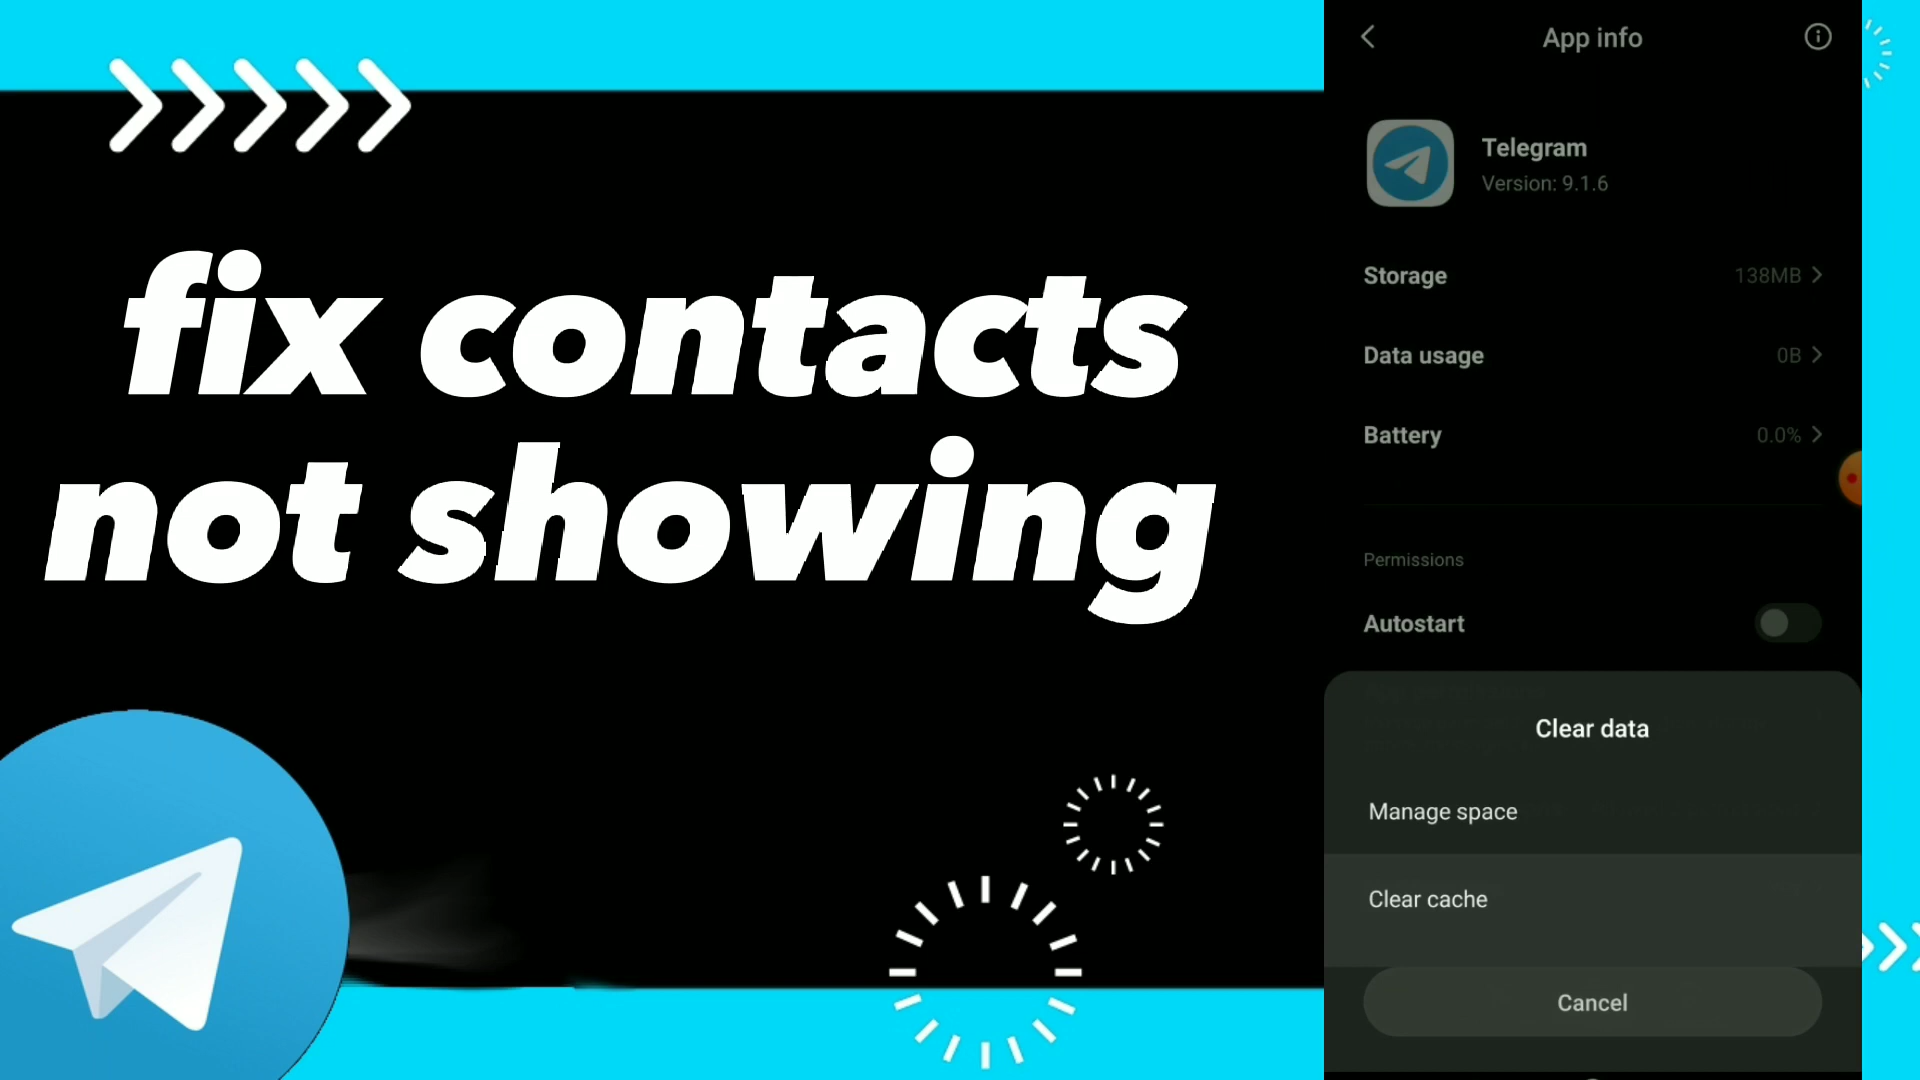 fix contacts
not showing
App info
Telegram
Version: 9.1.6
Storage 138MB
Data usage 0B
Battery 0.0%
Permissions
Autostart
Clear data
Manage space
Clear cache
Cancel